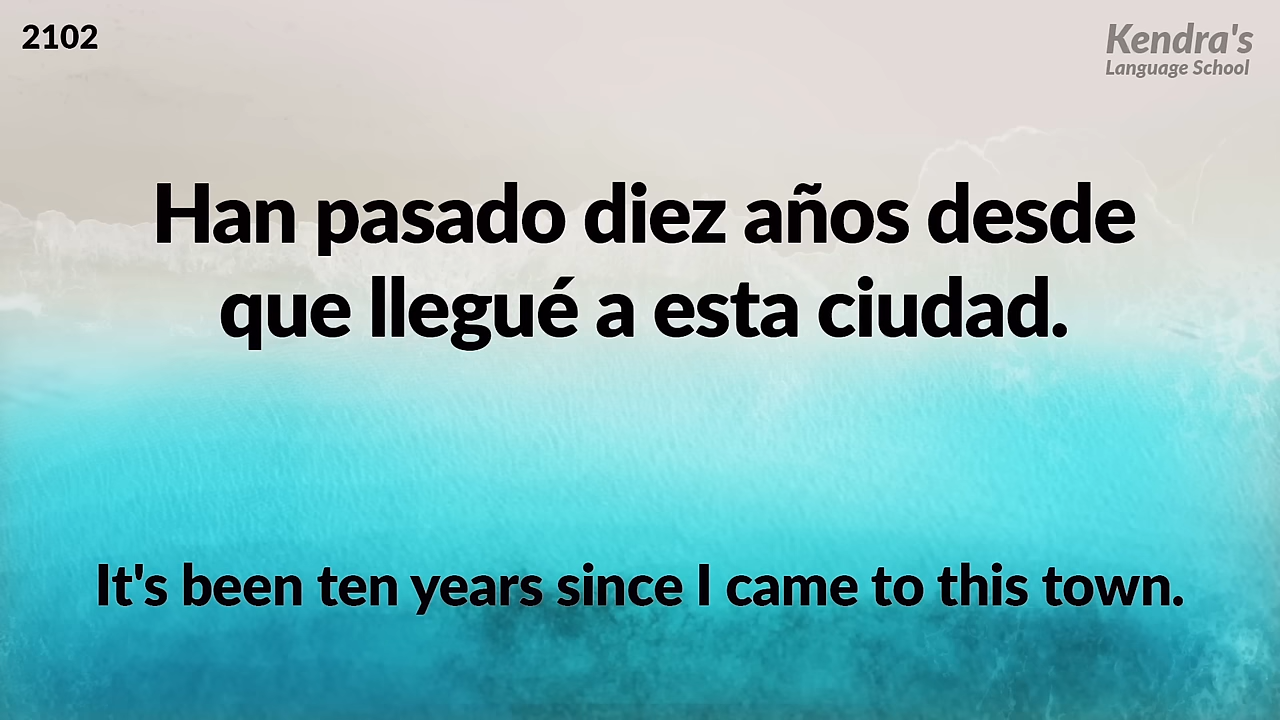 2102
Kendra's
Language School
Han pasado diez años desde
que llegué a esta ciudad.
It's been ten years since I came to this town.